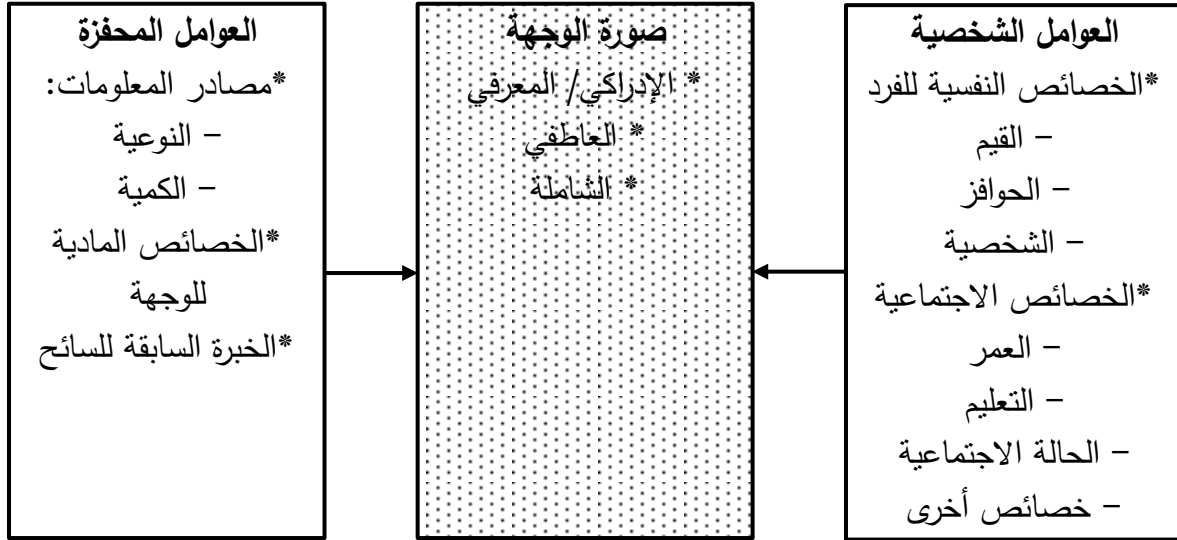 العوامل الشخصية
*الخصائص النفسية للفرد
– القيم
– الحوافز
– الشخصية
*الخصائص الاجتماعية
– العمر
– التعليم
– الحالة الاجتماعية
– خصائص أخرى
صورة الوجهة
* الإدراكي/ المعرفي
* العاطفي
* الشاملة
العوامل المحفزة
*مصادر المعلومات:
– النوعية
– الكمية
*الخصائص المادية
للوجهة
*الخبرة السابقة للسائح